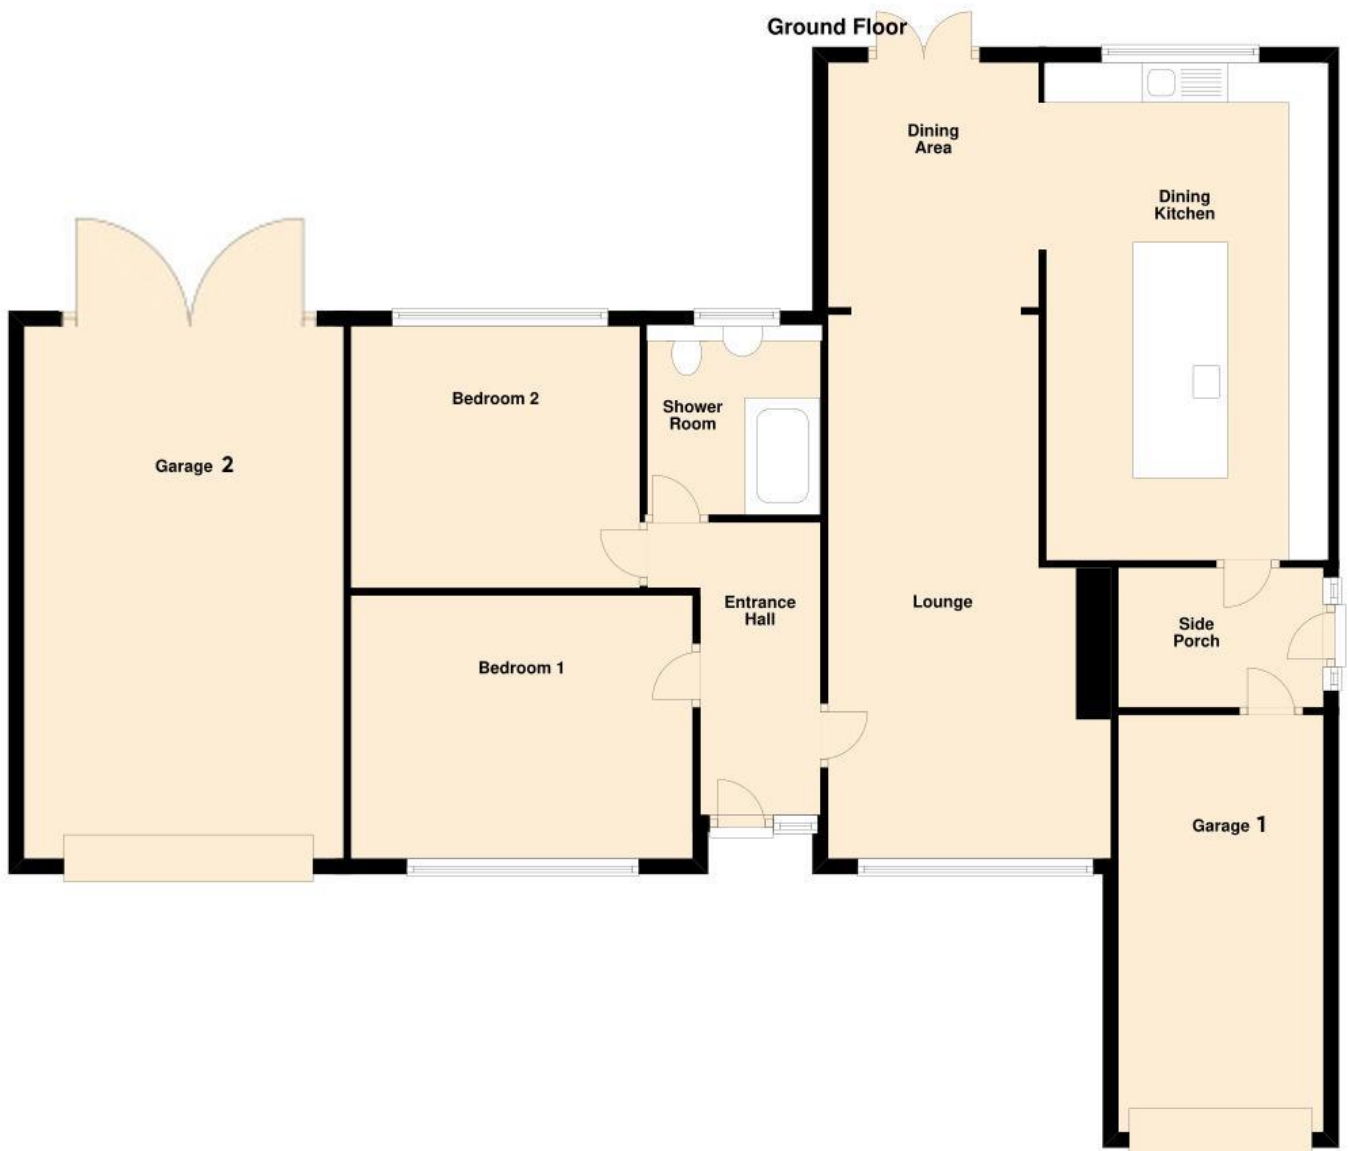 Ground Floor
Dining
Area
Dining
Kitchen
Bedroom 2
Shower
Room
Garage 2
Entrance
Hall
Lounge
Side
Porch
Bedroom 1
Garage 1